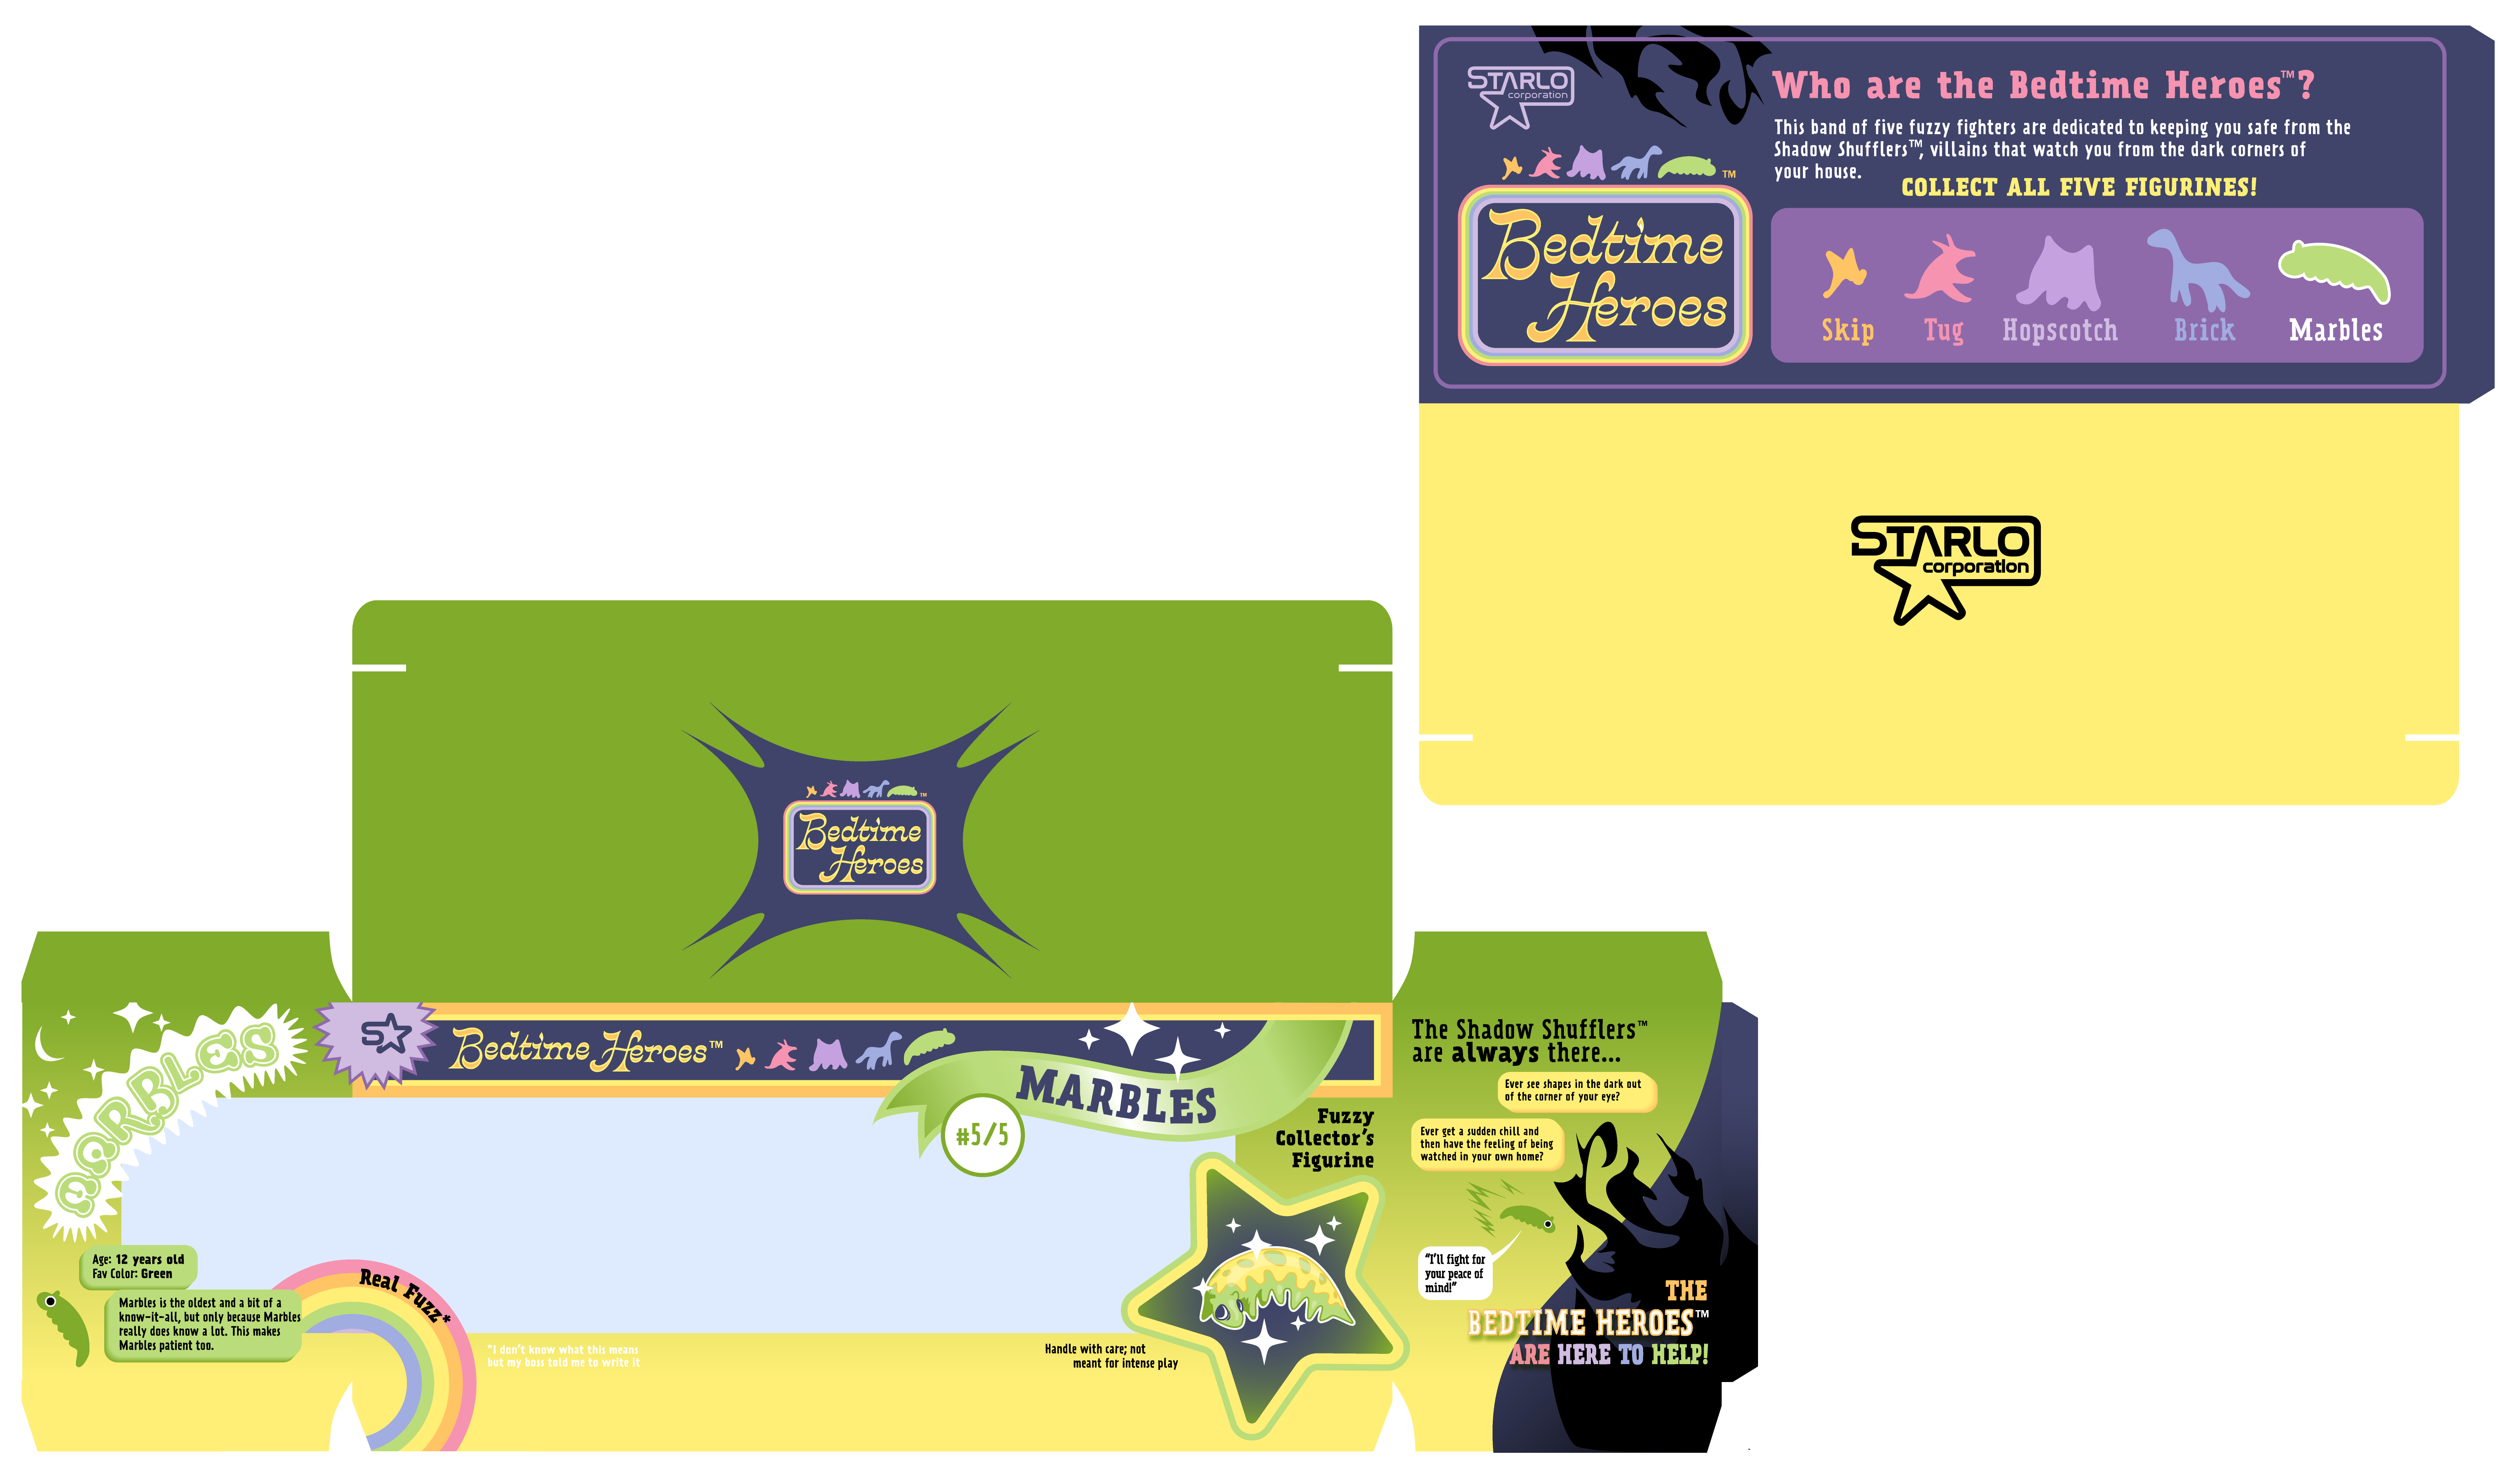 STARLO
corporation
Who are the Bedtime Heroes™?
This band of five fuzzy fighters are dedicated to keeping you safe from the
Shadow Shufflers™, villains that watch you from the dark corners of
your house.
COLLECT ALL FIVE FIGURINES!
TM
Bedtime
Heroes
Skip
Tug
Hopscotch
Brick
Marbles
STARLO
corporation
TM
Bedtime
Heroes
MARBLES
S
Bedtime Heroes™
MARBLES
#5/5
Fuzzy
Collector's
Figurine
Age: 12 years old
Fav Color: Green
Marbles is the oldest and a bit of a
know-it-all, but only because Marbles
really does know a lot. This makes
Marbles patient too.
Real Fuzz*
*I don't know what this means
but my boss told me to write it
Handle with care; not
meant for intense play
The Shadow Shufflers™
are always there...
Ever see shapes in the dark out
of the corner of your eye?
Ever get a sudden chill and
then have the feeling of being
watched in your own home?
"I'll fight for
your peace of
mind!"
THE
BEDTIME HEROES™
ARE HERE TO HELP!